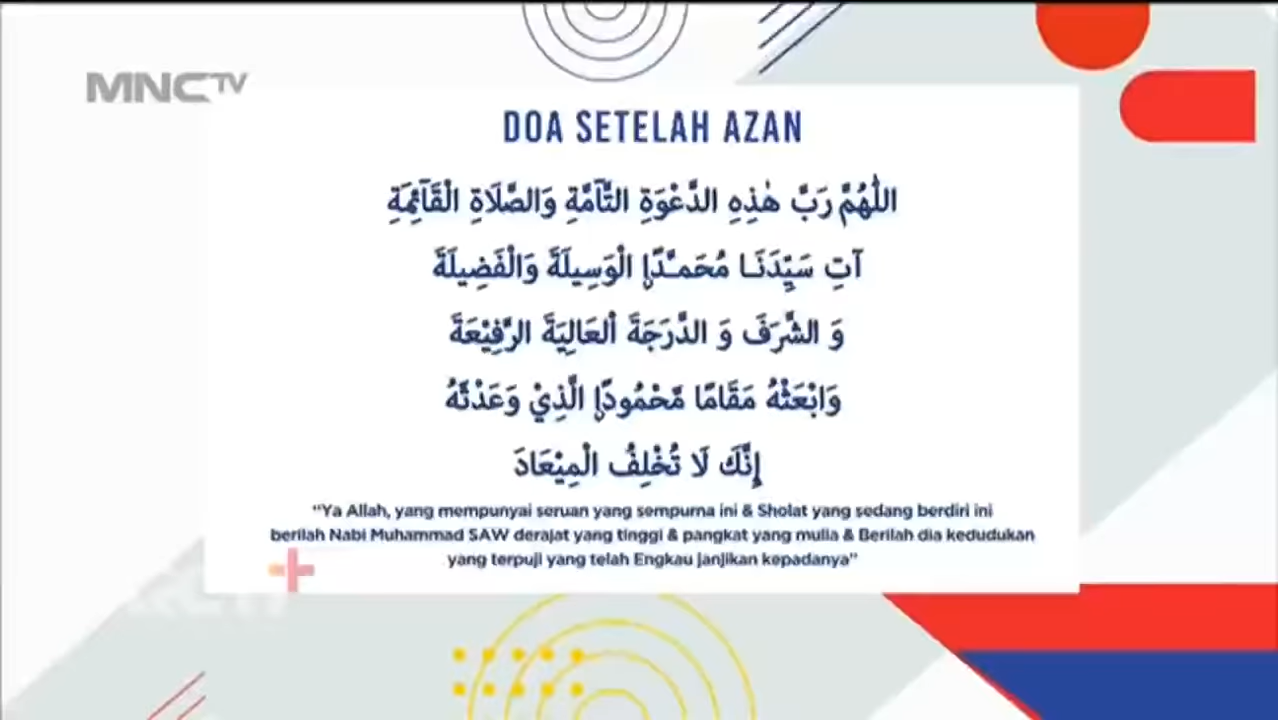 MNCTV
DOA SETELAH AZAN
اللّٰهُمَّ رَبَّ هٰذِهِ الدَّعْوَةِ التَّآمَّةِ وَالصَّلَاةِ الْقَآئِمَةِ
آتِ سَيِّدَنَا مُحَمَّدًاِ الْوَسِيلَةَ وَالْفَضِيلَةَ
وَ الشَّرَفَ وَ الدَّرَجَةَ اْلعَالِيَةَ الرَّفِيْعَةَ
وَابْعَثْهُ مَقَامًا مَّحْمُودًاِ الَّذِيْ وَعَدْتَهُ
إِنَّكَ لَا تُخْلِفُ الْمِيْعَادَ
“Ya Allah, yang mempunyai seruan yang sempurna ini & Sholat yang sedang berdiri ini
berilah Nabi Muhammad SAW derajat yang tinggi & pangkat yang mulia & Berilah dia kedudukan
yang terpuji yang telah Engkau janjikan kepadanya”